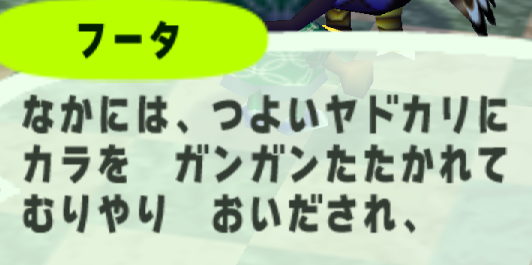 フータ
なかには、つよいヤドカリに
カラを　ガンガンたたかれて
むりやり　おいだされ、